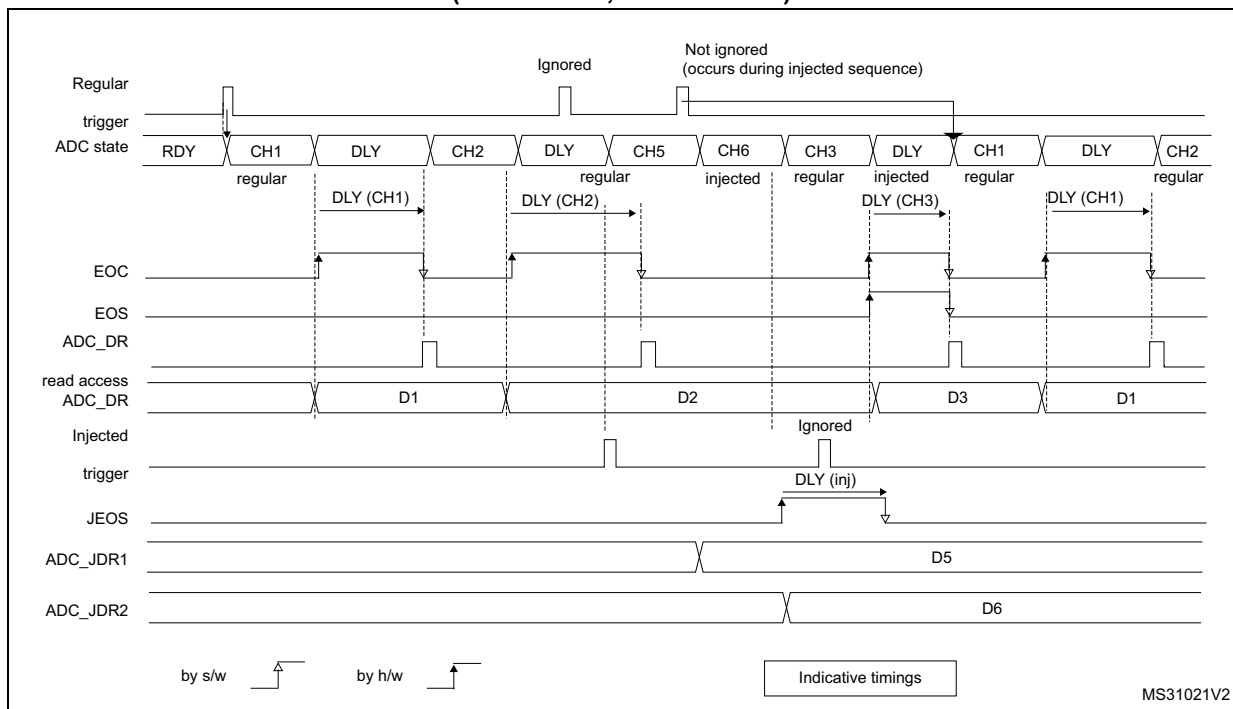 Not ignored
Ignored (occurs during injected sequence)
Regular
trigger
ADC state RDY CH1 DLY CH2 DLY CH5 CH6 CH3 DLY CH1 DLY CH2
regular regular injected regular injected regular regular
DLY (CH1) DLY (CH2) DLY (CH3) DLY (CH1)
EOC
EOS
ADC_DR
read access
ADC_DR D1 D2 D3 D1
Injected Ignored
trigger
DLY (inj)
JEOS
ADC_JDR1 D5
ADC_JDR2 D6
by s/w by h/w Indicative timings
MS31021V2